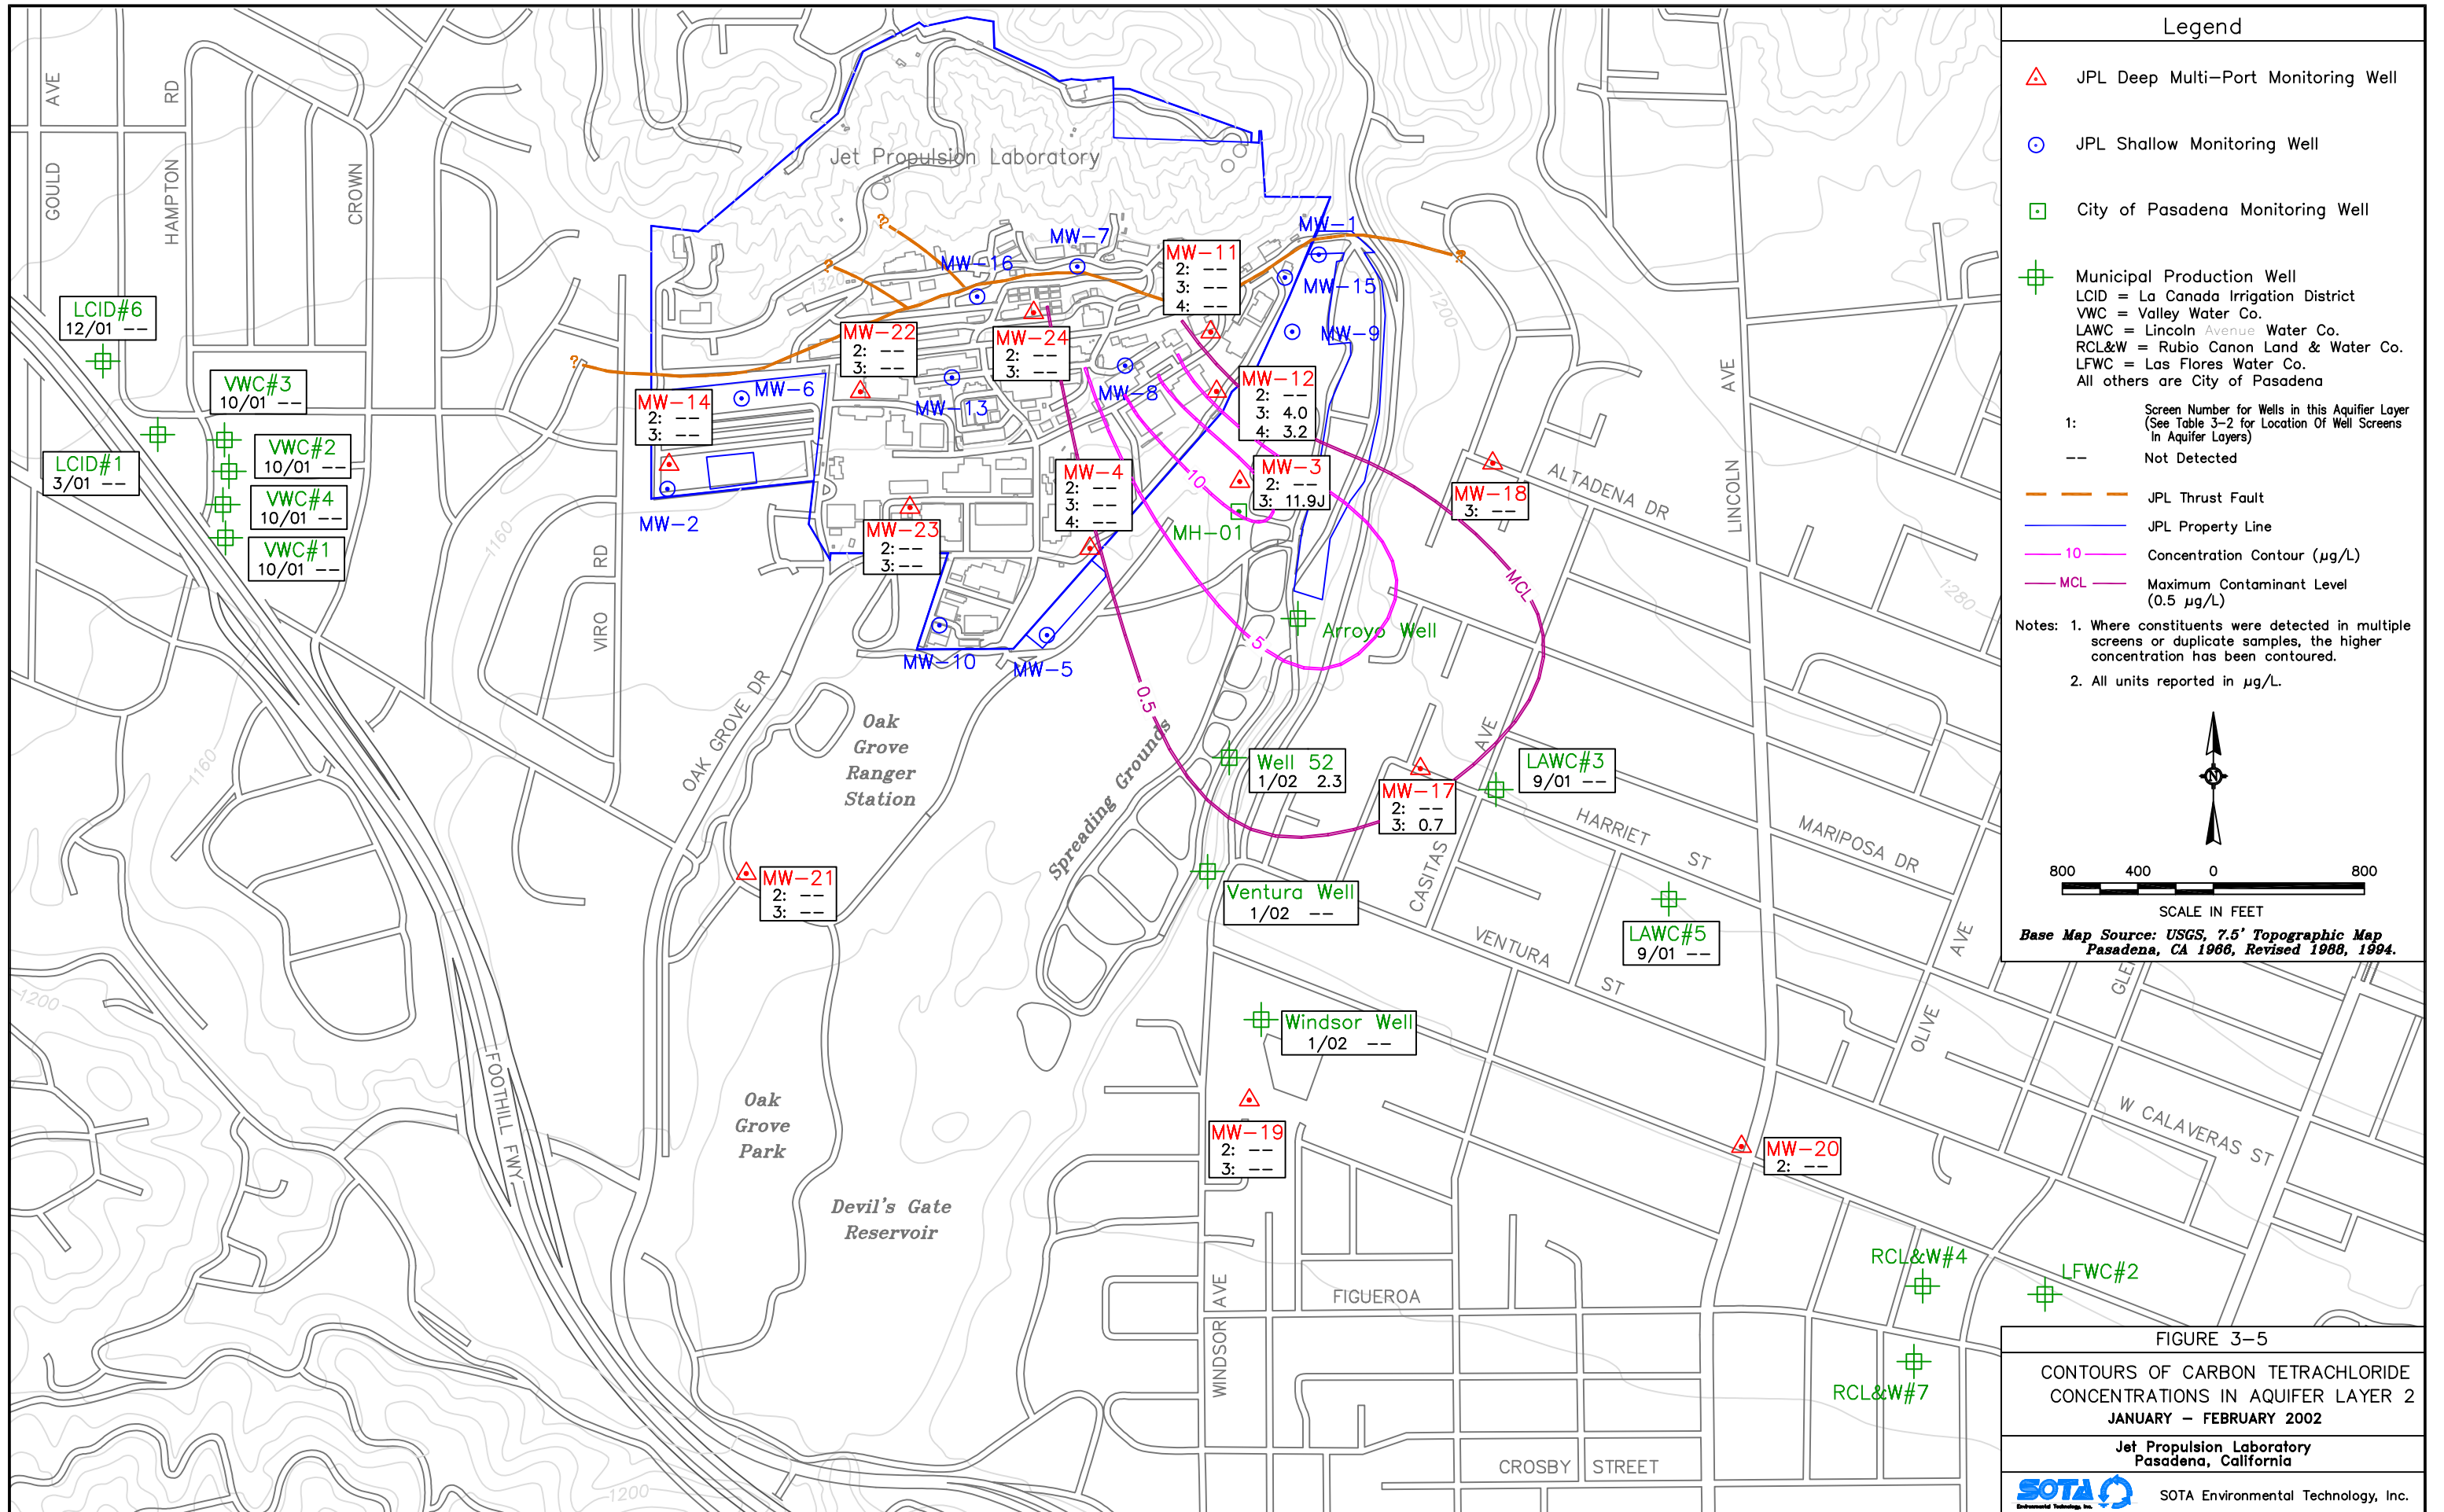 Legend
JPL Deep Multi-Port Monitoring Well
JPL Shallow Monitoring Well
City of Pasadena Monitoring Well
Municipal Production Well
LCID = La Canada Irrigation District
VWC = Valley Water Co.
LAWC = Lincoln Avenue Water Co.
RCL&W = Rubio Canon Land & Water Co.
LFWC = Las Flores Water Co.
All others are City of Pasadena
1:
Screen Number for Wells in this Aquifier Layer
(See Table 3-2 for Location Of Well Screens
In Aquifer Layers)
-- Not Detected
JPL Thrust Fault
JPL Property Line
10 Concentration Contour (µg/L)
MCL Maximum Contaminant Level
(0.5 µg/L)
Notes: 1. Where constituents were detected in multiple
screens or duplicate samples, the higher
concentration has been contoured.
2. All units reported in µg/L.
N
800 400 0 800
SCALE IN FEET
Base Map Source: USGS, 7.5' Topographic Map
Pasadena, CA 1966, Revised 1988, 1994.
FIGURE 3-5
CONTOURS OF CARBON TETRACHLORIDE
CONCENTRATIONS IN AQUIFER LAYER 2
JANUARY - FEBRUARY 2002
Jet Propulsion Laboratory
Pasadena, California
SOTA
Environmental Technology, Inc.
SOTA Environmental Technology, Inc.
GOULD
AVE
HAMPTON
RD
CROWN
Jet Propulsion Laboratory
LCID#6
12/01 --
VWC#3
10/01 --
VWC#2
10/01 --
LCID#1
3/01 --
VWC#4
10/01 --
VWC#1
10/01 --
?
?
?
?
1320
MW-16
MW-7
MW-11
2: --
3: --
4: --
MW-1
MW-15
MW-9
1200
MW-22
2: --
3: --
MW-24
2: --
3: --
MW-14
2: --
3: --
MW-6
MW-13
MW-8
MW-12
2: --
3: 4.0
4: 3.2
MW-2
MW-23
2: --
3: --
MW-4
2: --
3: --
4: --
10
MW-3
2: --
3: 11.9J
MH-01
MW-18
3: --
ALTADENA DR
LINCOLN
AVE
1160
VIRO
RD
MCL
1280
MW-10
MW-5
Arroyo Well
5
0.5
OAK GROVE DR
Oak
Grove
Ranger
Station
Spreading Grounds
Well 52
1/02 2.3
MW-17
2: --
3: 0.7
CASITAS
AVE
LAWC#3
9/01 --
HARRIET
ST
MARIPOSA DR
1160
MW-21
2: --
3: --
Ventura Well
1/02 --
LAWC#5
9/01 --
VENTURA
ST
OLIVE
AVE
GLE
1200
Windsor Well
1/02 --
FOOTHILL FWY
Oak
Grove
Park
MW-19
2: --
3: --
MW-20
2: --
W CALAVERAS ST
Devil's Gate
Reservoir
RCL&W#4
LFWC#2
WINDSOR
AVE
FIGUEROA
RCL&W#7
CROSBY STREET
1200